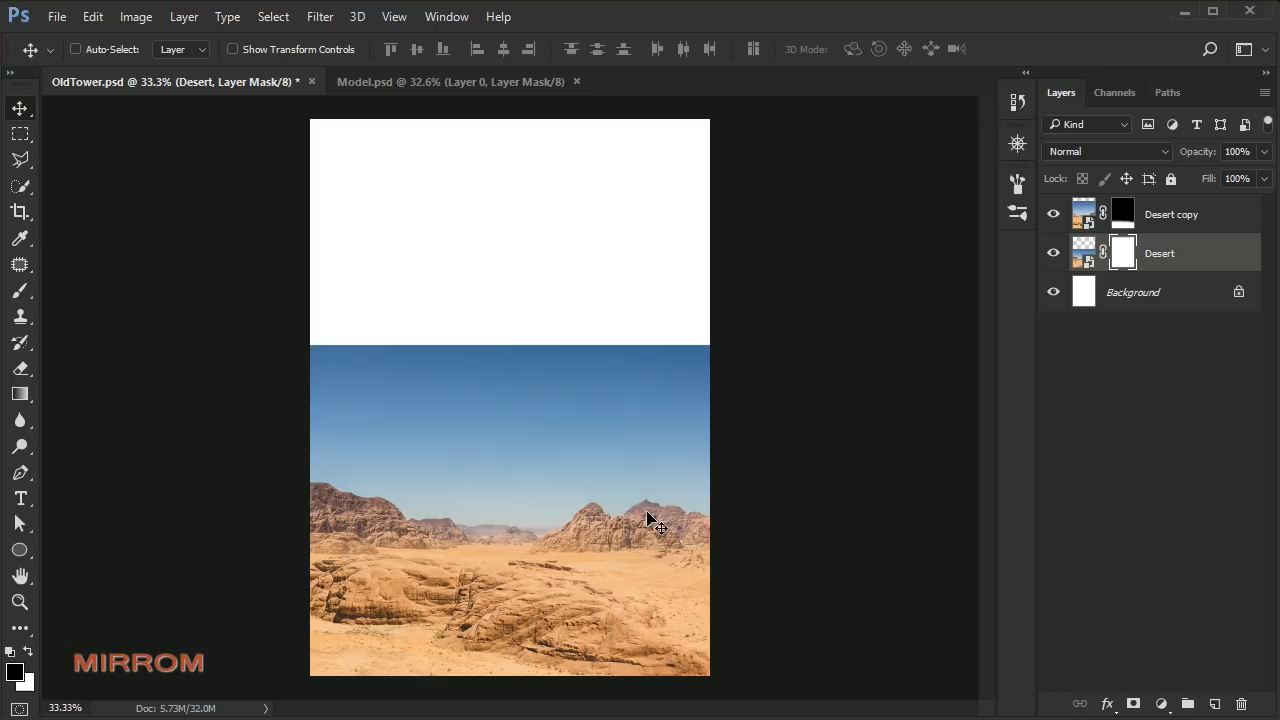 Ps File Edit Image Layer Type Select Filter 3D View Window Help
Auto-Select: Layer Show Transform Controls 3D Mode:
OldTower.psd @ 33.3% (Desert, Layer Mask/8) * Model.psd @ 32.6% (Layer 0, Layer Mask/8)
Layers Channels Paths
Kind
Normal Opacity: 100%
Lock: Fill: 100%
Desert copy
Desert
Background
MIRROM
33.33% Doc: 5.73M/32.0M
fx